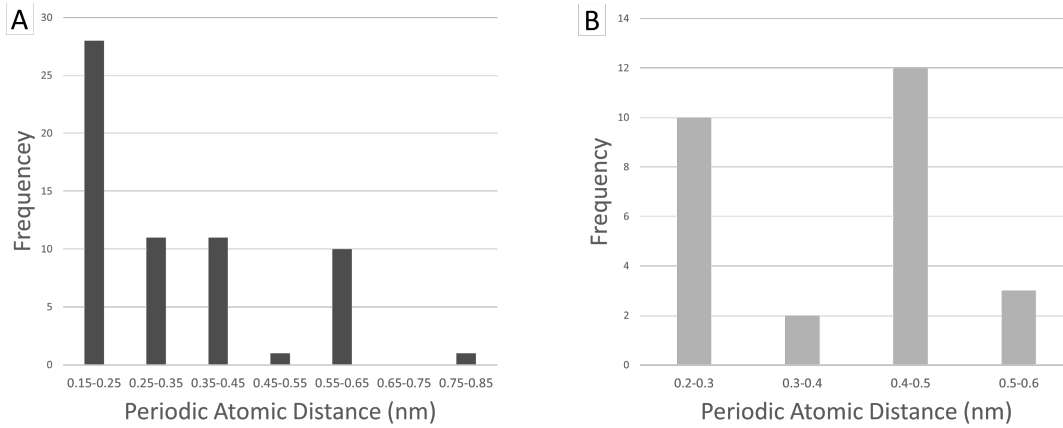 A
30
25
20
15
10
5
0
Frequencey
0.15-0.25 0.25-0.35 0.35-0.45 0.45-0.55 0.55-0.65 0.65-0.75 0.75-0.85
Periodic Atomic Distance (nm)
B
14
12
10
8
6
4
2
0
Frequency
0.2-0.3 0.3-0.4 0.4-0.5 0.5-0.6
Periodic Atomic Distance (nm)